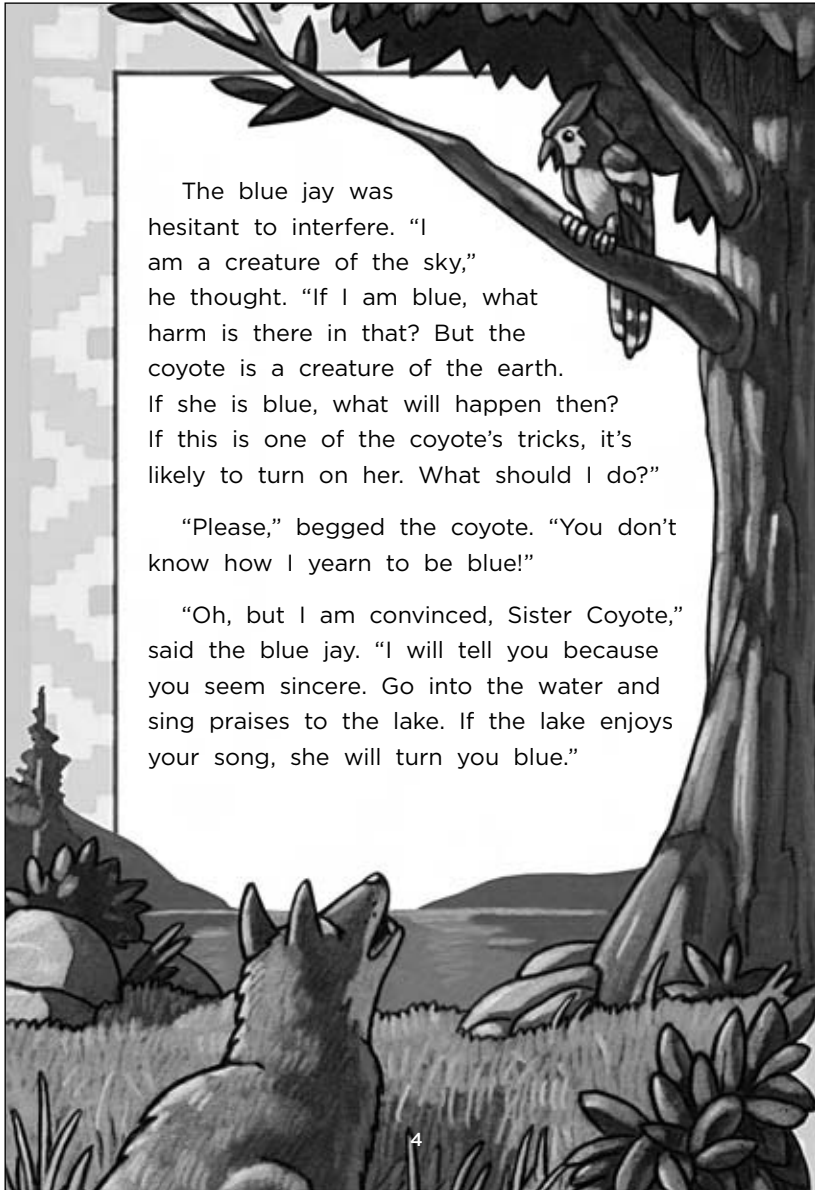 The blue jay was
hesitant to interfere. “I
am a creature of the sky,”
he thought. “If I am blue, what
harm is there in that? But the
coyote is a creature of the earth.
If she is blue, what will happen then?
If this is one of the coyote’s tricks, it’s
likely to turn on her. What should I do?”
“Please,” begged the coyote. “You don’t
know how I yearn to be blue!”
“Oh, but I am convinced, Sister Coyote,”
said the blue jay. “I will tell you because
you seem sincere. Go into the water and
sing praises to the lake. If the lake enjoys
your song, she will turn you blue.”
4